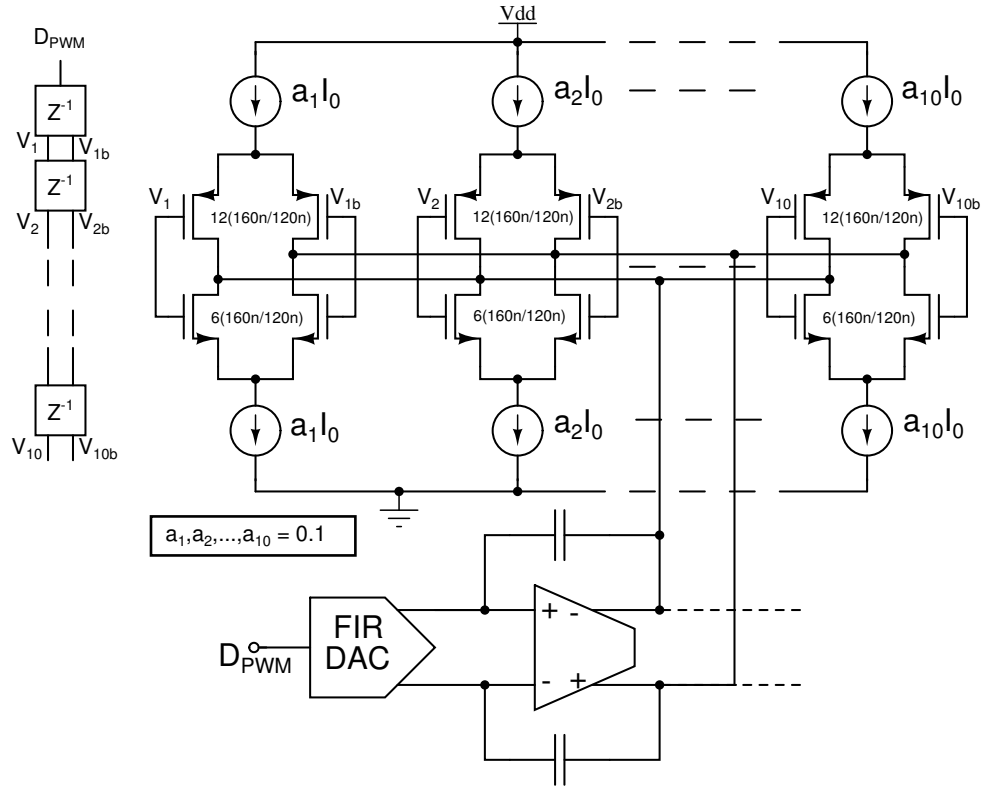 Vdd
D_PWM
a₁I₀
a₂I₀
a₁₀I₀
Z⁻¹
V₁
V₁b
Z⁻¹
V₂
V₂b
V₁
12(160n/120n)
V₁b
V₂
12(160n/120n)
V₂b
V₁₀
12(160n/120n)
V₁₀b
6(160n/120n)
6(160n/120n)
6(160n/120n)
Z⁻¹
V₁₀
V₁₀b
a₁I₀
a₂I₀
a₁₀I₀
a₁,a₂,...,a₁₀ = 0.1
D_PWM
FIR
DAC
+ -
- +